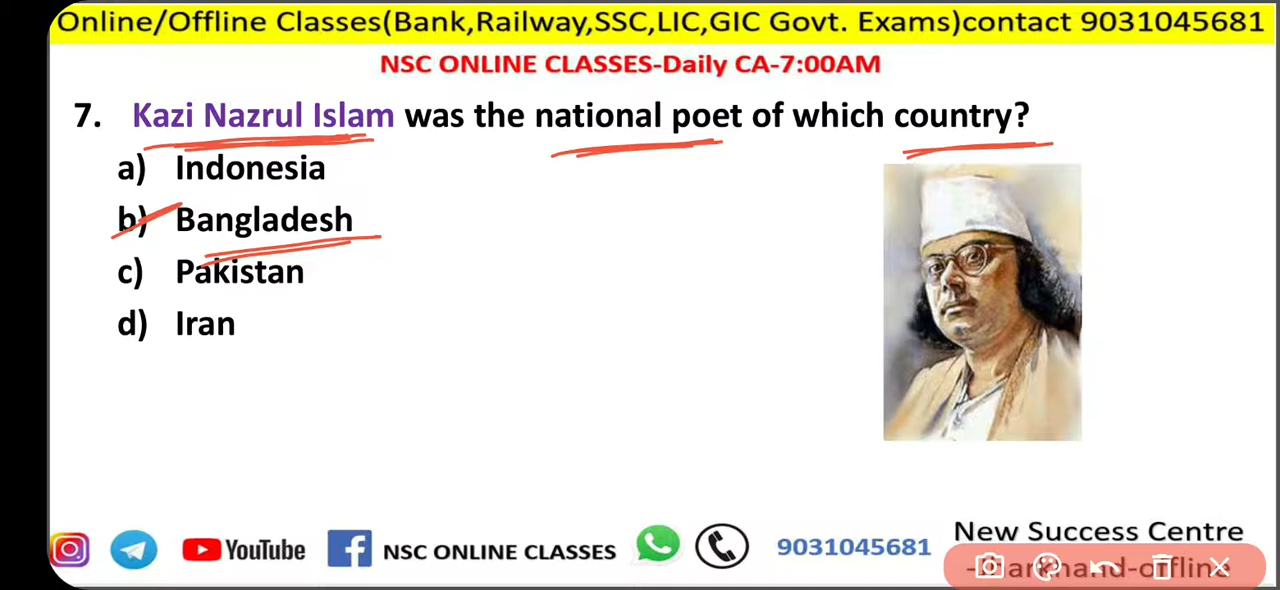 Online/Offline Classes(Bank,Railway,SSC,LIC,GIC Govt. Exams)contact 9031045681
NSC ONLINE CLASSES-Daily CA-7:00AM
7. Kazi Nazrul Islam was the national poet of which country?
a) Indonesia
b) Bangladesh
c) Pakistan
d) Iran
YouTube NSC ONLINE CLASSES 9031045681
New Success Centre
-Jharkhand-offline